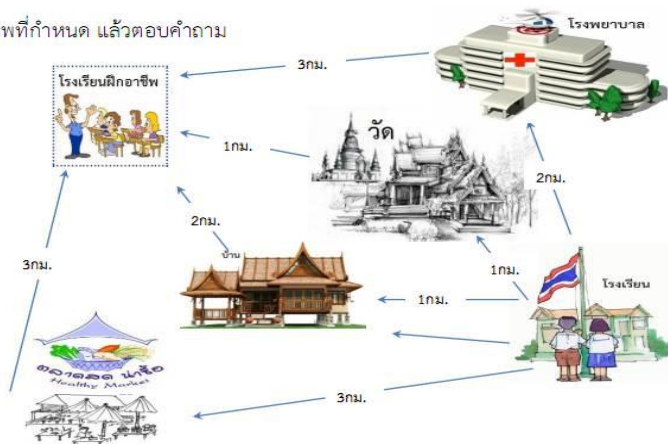 พที่กำหนด แล้วตอบคำถาม
โรงพยาบาล
3กม.
โรงเรียนฝึกอาชีพ
วัด
1กม.
2กม.
2กม.
บ้าน
3กม.
1กม.
โรงเรียน
1กม.
ตลาดสด น่าซื้อ
Healthy Market
3กม.